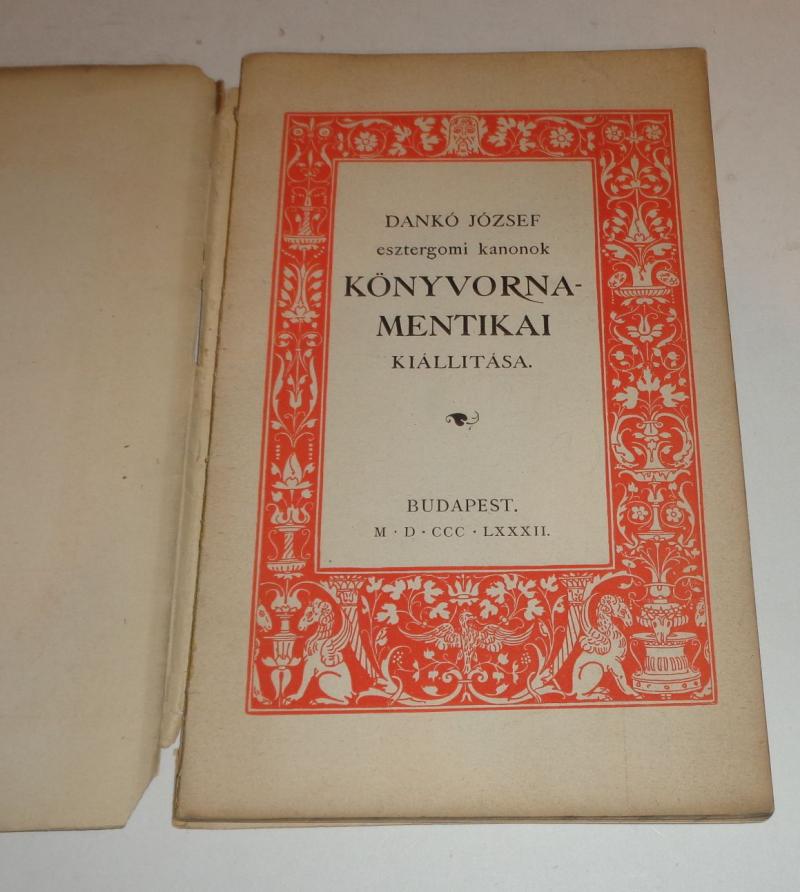 DANKÓ JÓZSEF
esztergomi kanonok
KÖNYVORNA-
MENTIKAI
KIÁLLITÁSA.
BUDAPEST.
M · D · CCC · LXXXII.